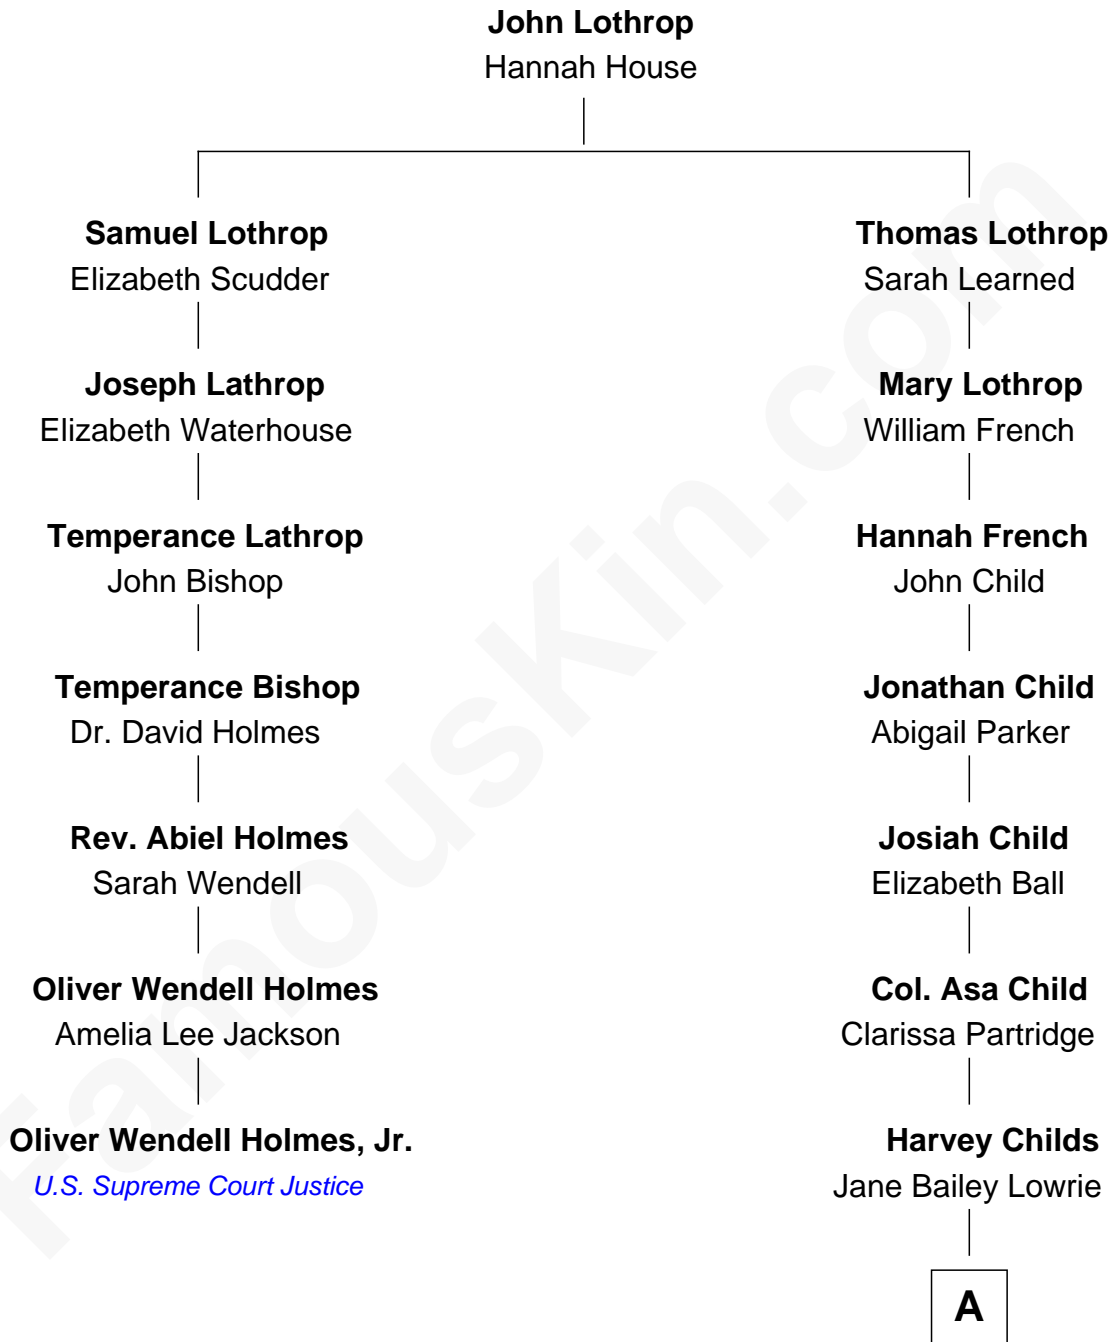 John Lothrop
Hannah House
Samuel Lothrop
Elizabeth Scudder
Thomas Lothrop
Sarah Learned
Joseph Lathrop
Elizabeth Waterhouse
Mary Lothrop
William French
Temperance Lathrop
John Bishop
Hannah French
John Child
Temperance Bishop
Dr. David Holmes
Jonathan Child
Abigail Parker
Rev. Abiel Holmes
Sarah Wendell
Josiah Child
Elizabeth Ball
Oliver Wendell Holmes
Amelia Lee Jackson
Col. Asa Child
Clarissa Partridge
Oliver Wendell Holmes, Jr.
U.S. Supreme Court Justice
Harvey Childs
Jane Bailey Lowrie
A
FamousKin.com